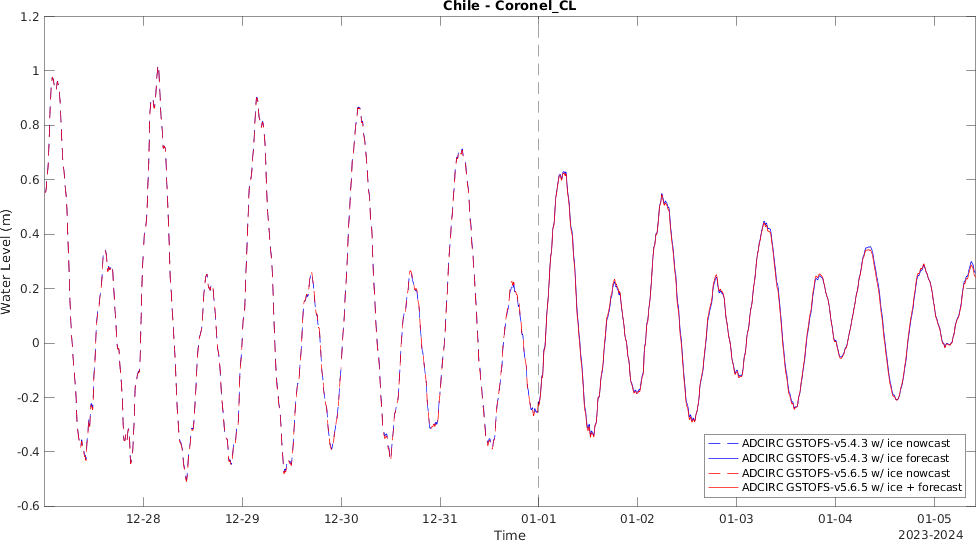 Chile - Coronel_CL
1.2
1
0.8
0.6
0.4
0.2
0
-0.2
-0.4
-0.6
Water Level (m)
12-28
12-29
12-30
12-31
01-01
01-02
01-03
01-04
01-05
Time
2023-2024
ADCIRC GSTOFS-v5.4.3 w/ ice nowcast
ADCIRC GSTOFS-v5.4.3 w/ ice forecast
ADCIRC GSTOFS-v5.6.5 w/ ice nowcast
ADCIRC GSTOFS-v5.6.5 w/ ice + forecast